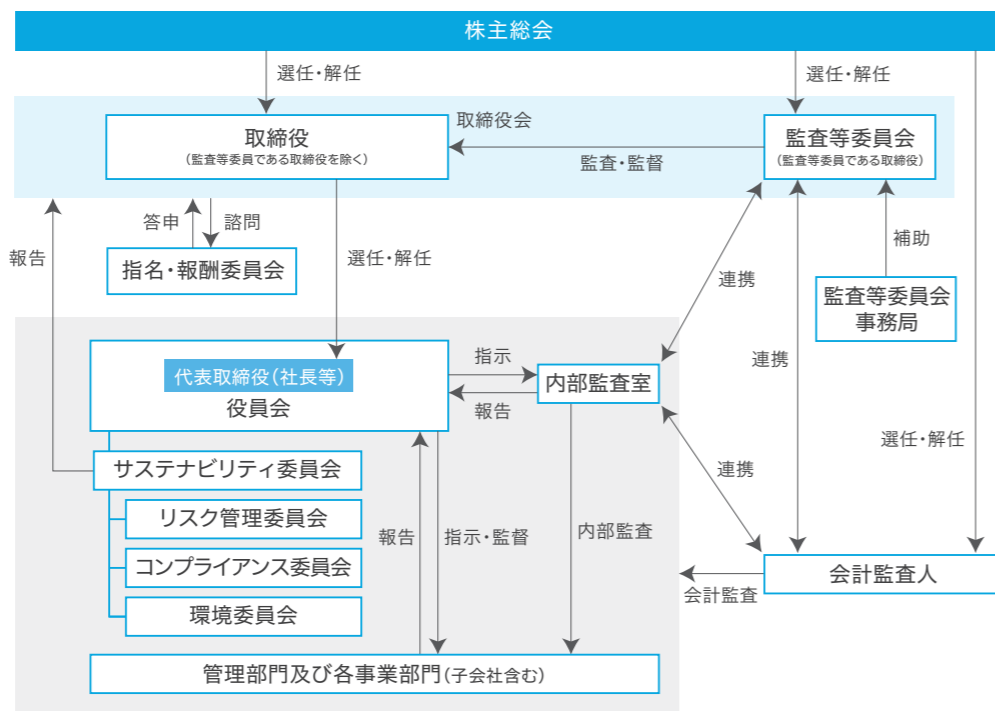 株主総会
選任・解任
選任・解任
取締役会
取締役
(監査等委員である取締役を除く)
監査等委員会
(監査等委員である取締役)
監査・監督
答申
諮問
報告
選任・解任
補助
指名・報酬委員会
連携
監査等委員会
事務局
代表取締役(社長等)
役員会
指示
内部監査室
報告
連携
選任・解任
サステナビリティ委員会
連携
リスク管理委員会
報告
指示・監督
内部監査
コンプライアンス委員会
会計監査人
会計監査
環境委員会
管理部門及び各事業部門(子会社含む)